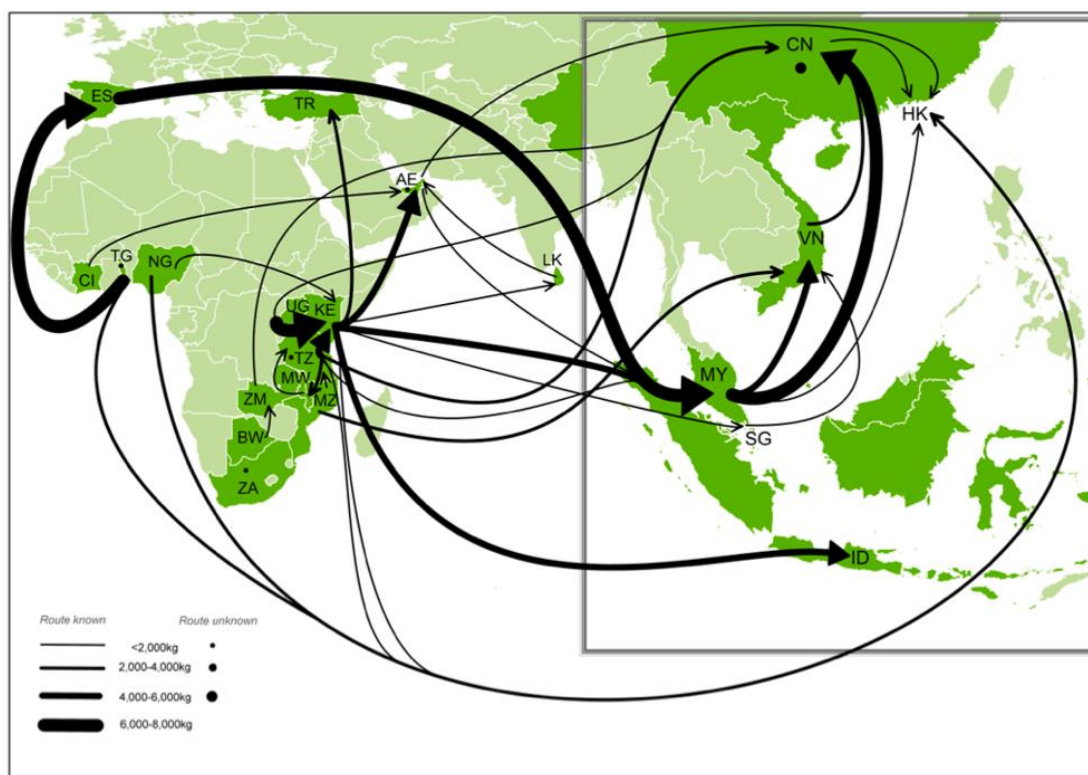 CN
ES
TR
HK
AE
VN
TG
NG
CI
LK
UG KE
TZ
MW
MY
ZM
MZ
BW
SG
ZA
ID
Route known
Route unknown
<2,000kg
2,000-4,000kg
4,000-6,000kg
6,000-8,000kg